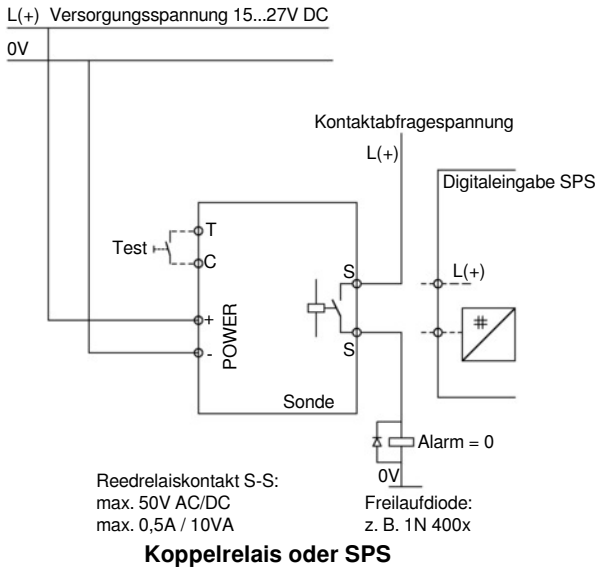 L(+) Versorgungsspannung 15...27V DC
0V
Kontaktabfragespannung
L(+)
Digitaleingabe SPS
T
Test
C
S
L(+)
+
POWER
-
#
S
Sonde
Alarm = 0
0V
Reedrelaiskontakt S-S:
max. 50V AC/DC
max. 0,5A / 10VA
Freilaufdiode:
z. B. 1N 400x
Koppelrelais oder SPS